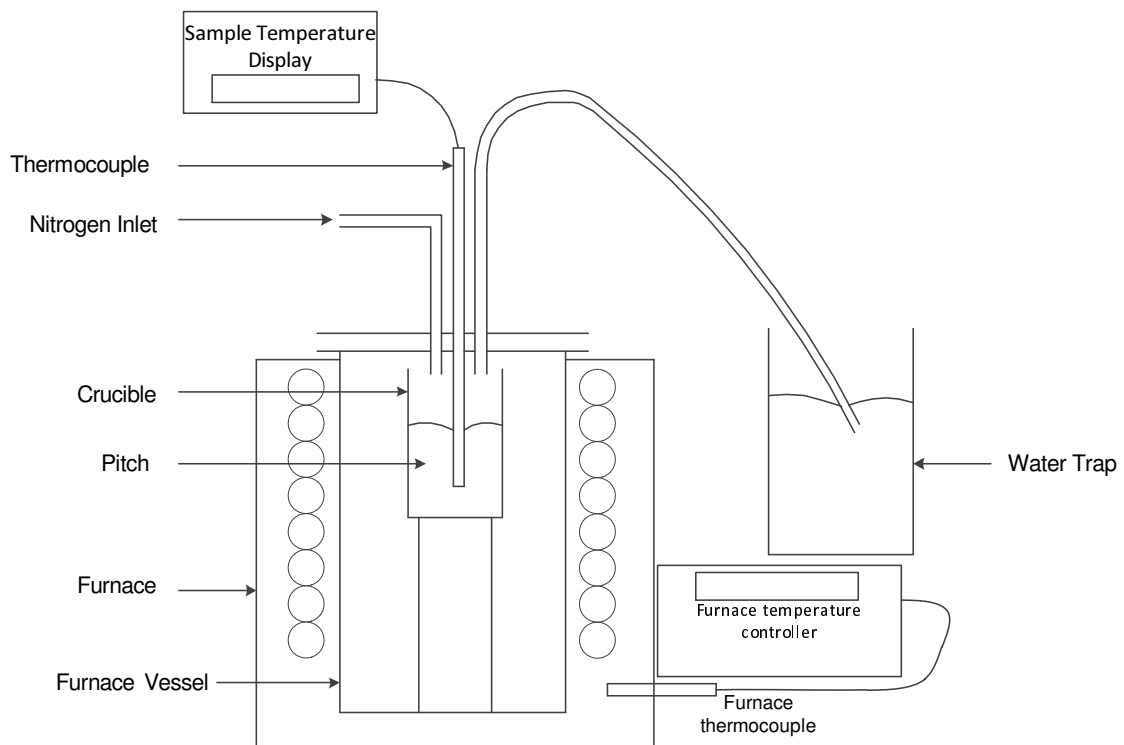 Sample Temperature
Display
Thermocouple
Nitrogen Inlet
Crucible
Pitch
Water Trap
Furnace
Furnace temperature
controller
Furnace Vessel
Furnace
thermocouple